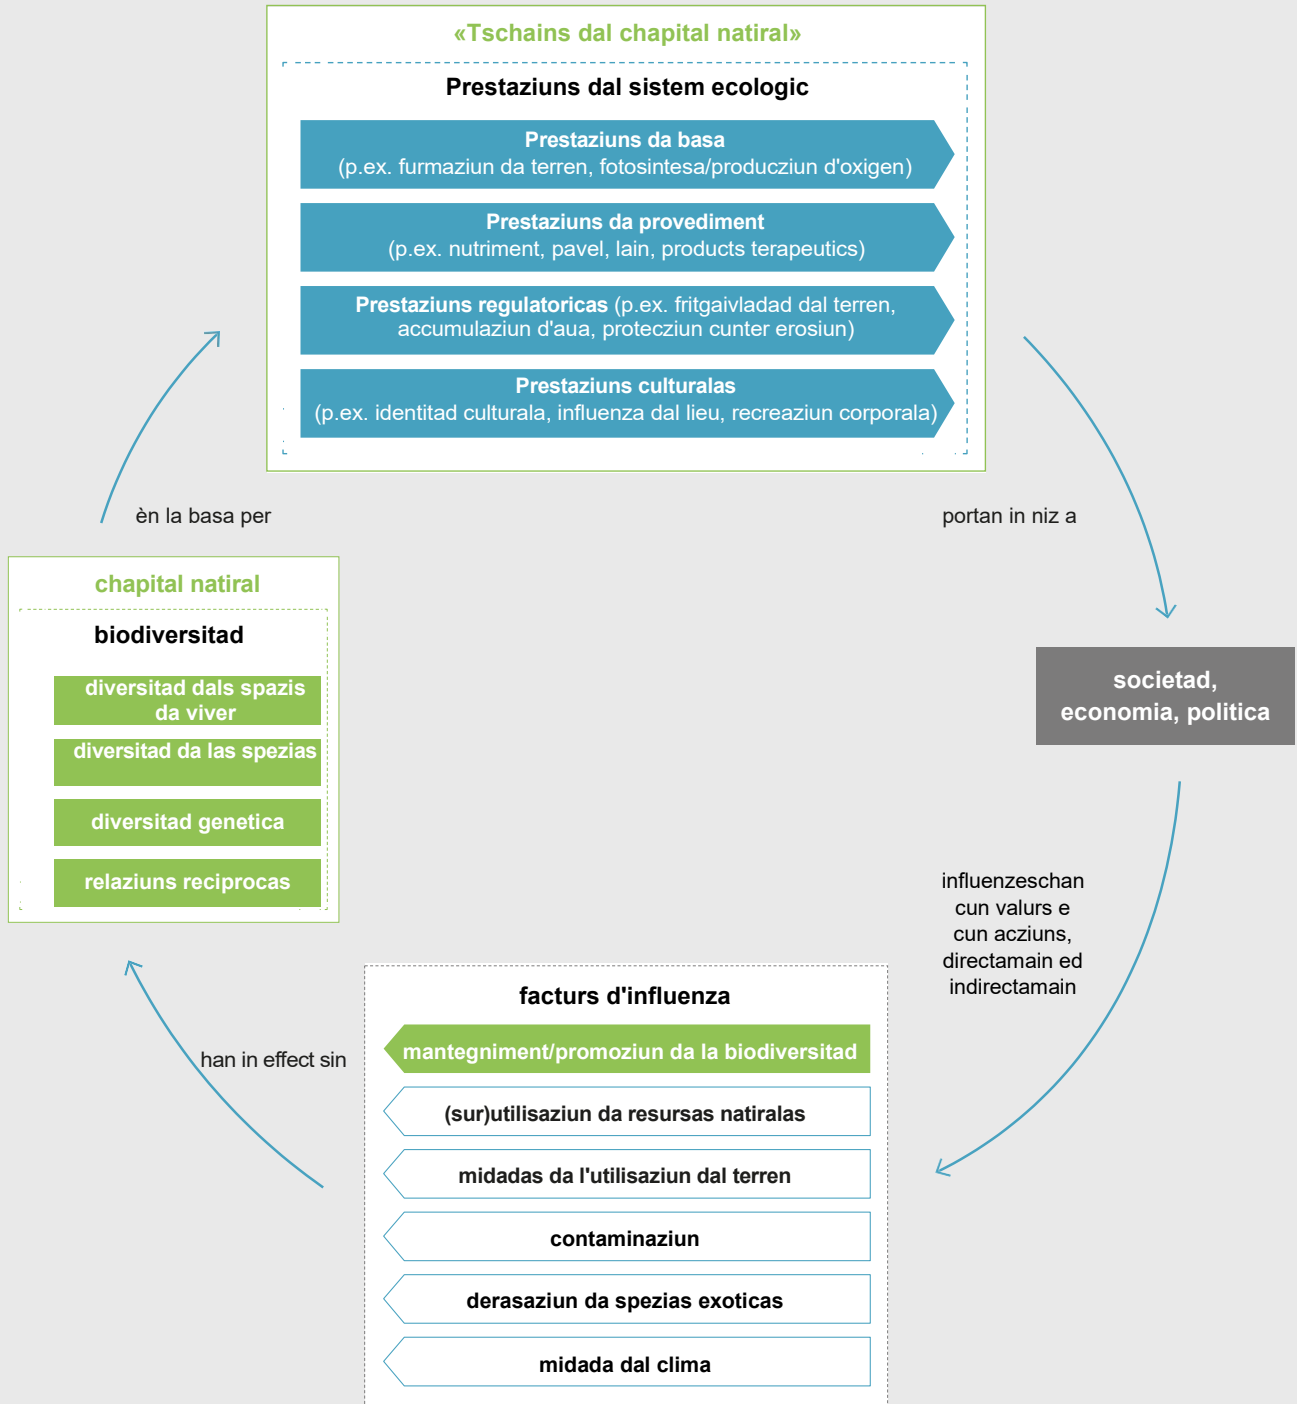 «Tschains dal chapital natiral»
Prestaziuns dal sistem ecologic
Prestaziuns da basa
(p.ex. furmaziun da terren, fotosintesa/producziun d'oxigen)
Prestaziuns da provediment
(p.ex. nutriment, pavel, lain, products terapeutics)
Prestaziuns regulatoricas (p.ex. fritgaivladad dal terren,
accumulaziun d'aua, protecziun cunter erosiun)
Prestaziuns culturalas
(p.ex. identitad culturala, influenza dal lieu, recreaziun corporala)
èn la basa per
portan in niz a
chapital natiral
biodiversitad
diversitad dals spazis
da viver
diversitad da las spezias
diversitad genetica
relaziuns reciprocas
societad,
economia, politica
influenzeschan
cun valurs e
cun acziuns,
directamain ed
indirectamain
facturs d'influenza
mantegniment/promoziun da la biodiversitad
(sur)utilisaziun da resursas natiralas
midadas da l'utilisaziun dal terren
contaminaziun
derasaziun da spezias exoticas
midada dal clima
han in effect sin